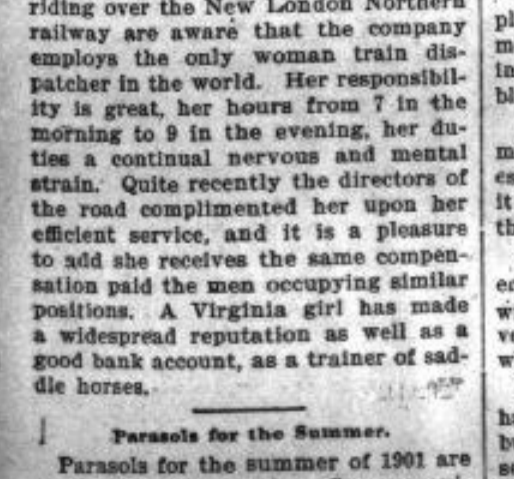 riding over the New London Northern
railway are aware that the company
employs the only woman train dis-
patcher in the world. Her responsibil-
ity is great, her hours from 7 in the
morning to 9 in the evening, her du-
ties a continual nervous and mental
strain. Quite recently the directors of
the road complimented her upon her
efficient service, and it is a pleasure
to add she receives the same compen-
sation paid the men occupying similar
positions. A Virginia girl has made
a widespread reputation as well as a
good bank account, as a trainer of sad-
dle horses.
Parasols for the Summer.
Parasols for the summer of 1901 are